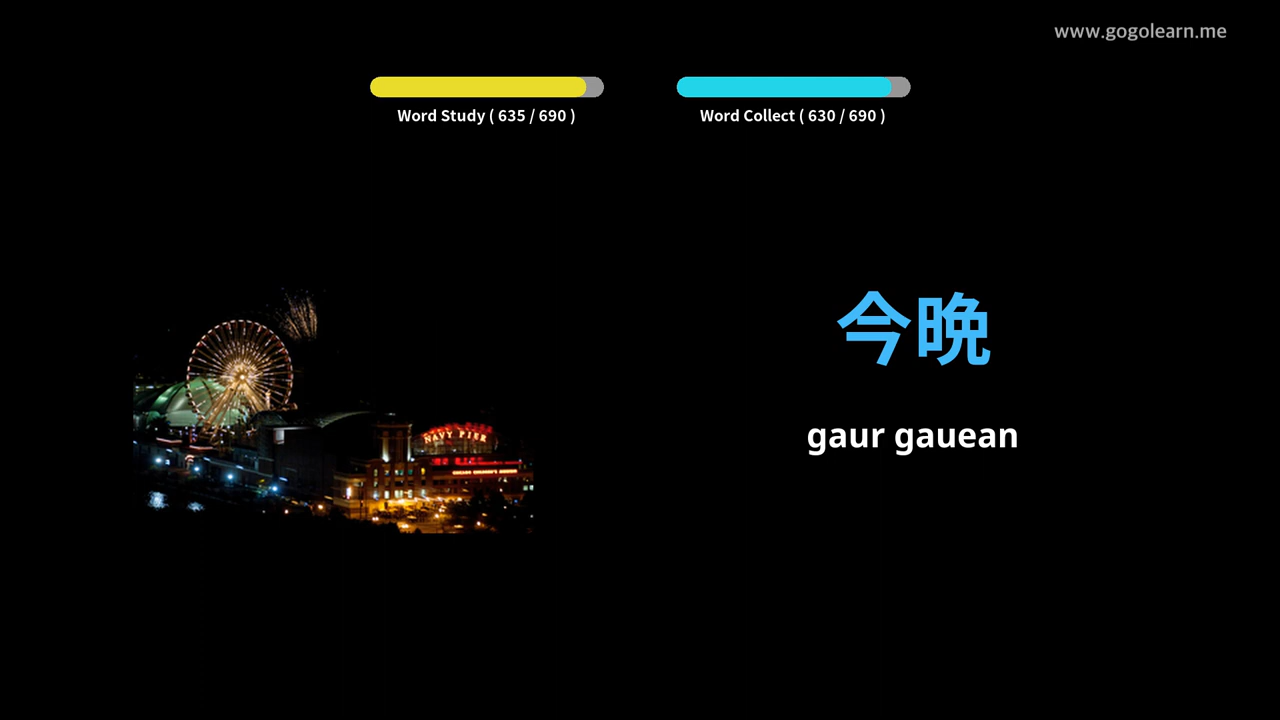 www.gogolearn.me
Word Study ( 635 / 690 )
Word Collect ( 630 / 690 )
今晚
gaur gauean
NAVY PIER